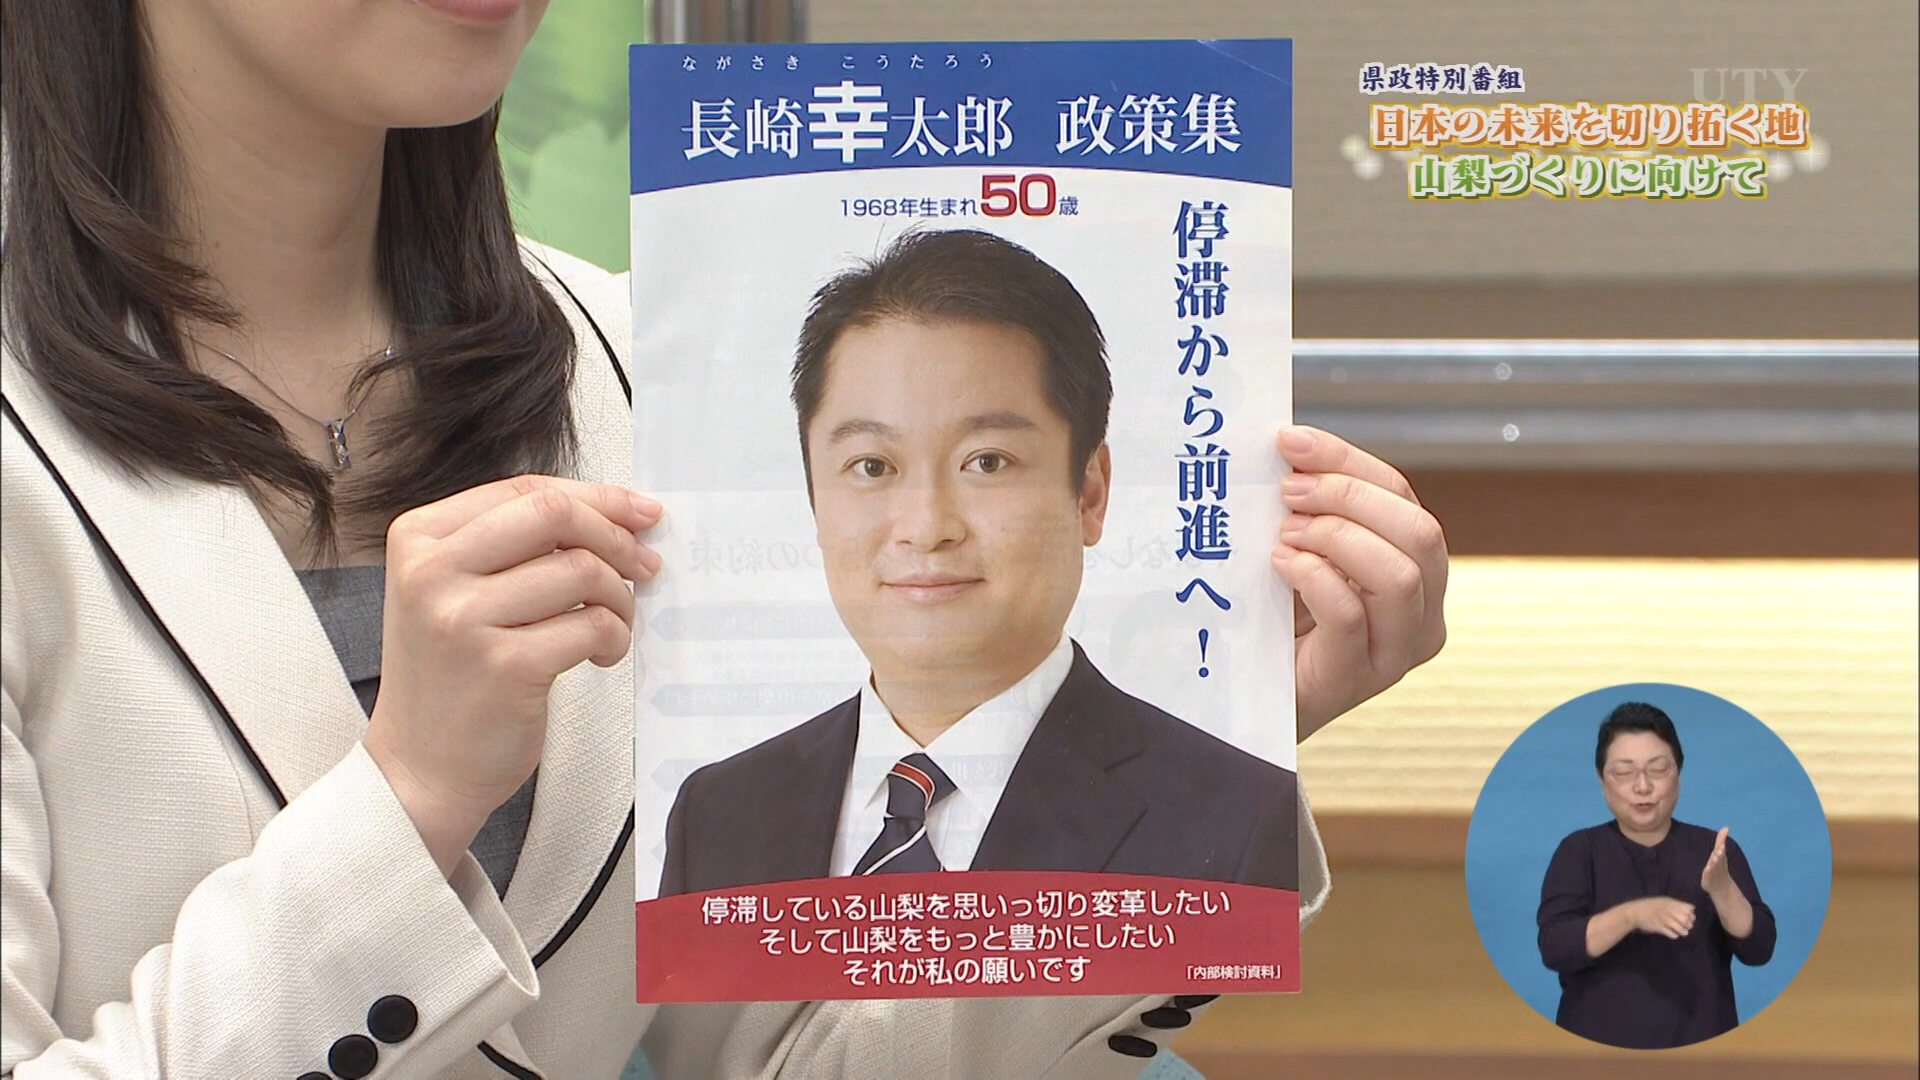 県政特別番組
UTY
日本の未来を切り拓く地
山梨づくりに向けて
ながさき こうたろう
長崎幸太郎 政策集
1968年生まれ50歳
停滞から前進へ！
停滞している山梨を思いっ切り変革したい
そして山梨をもっと豊かにしたい
それが私の願いです
「内部検討資料」